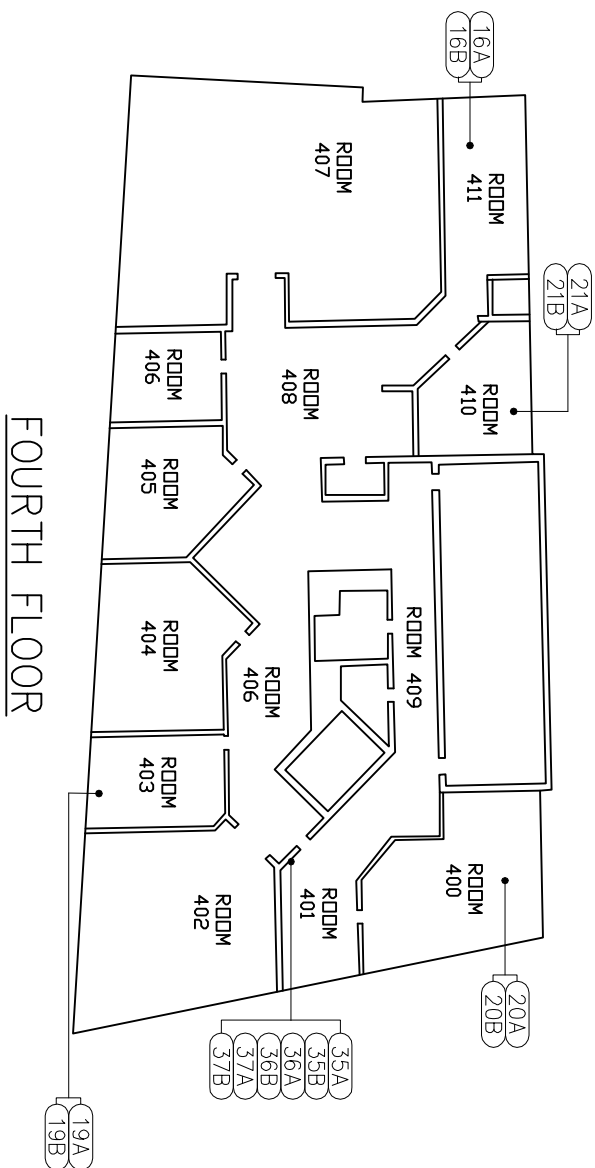 21A
21B
20A
20B
16A
16B
ROOM
411
ROOM
410
ROOM
400
ROOM 409
ROOM
407
ROOM
408
ROOM
401
35A
35B
36A
36B
37A
37B
ROOM
406
ROOM
402
ROOM
406
ROOM
405
ROOM
404
ROOM
403
19A
19B
FOURTH FLOOR